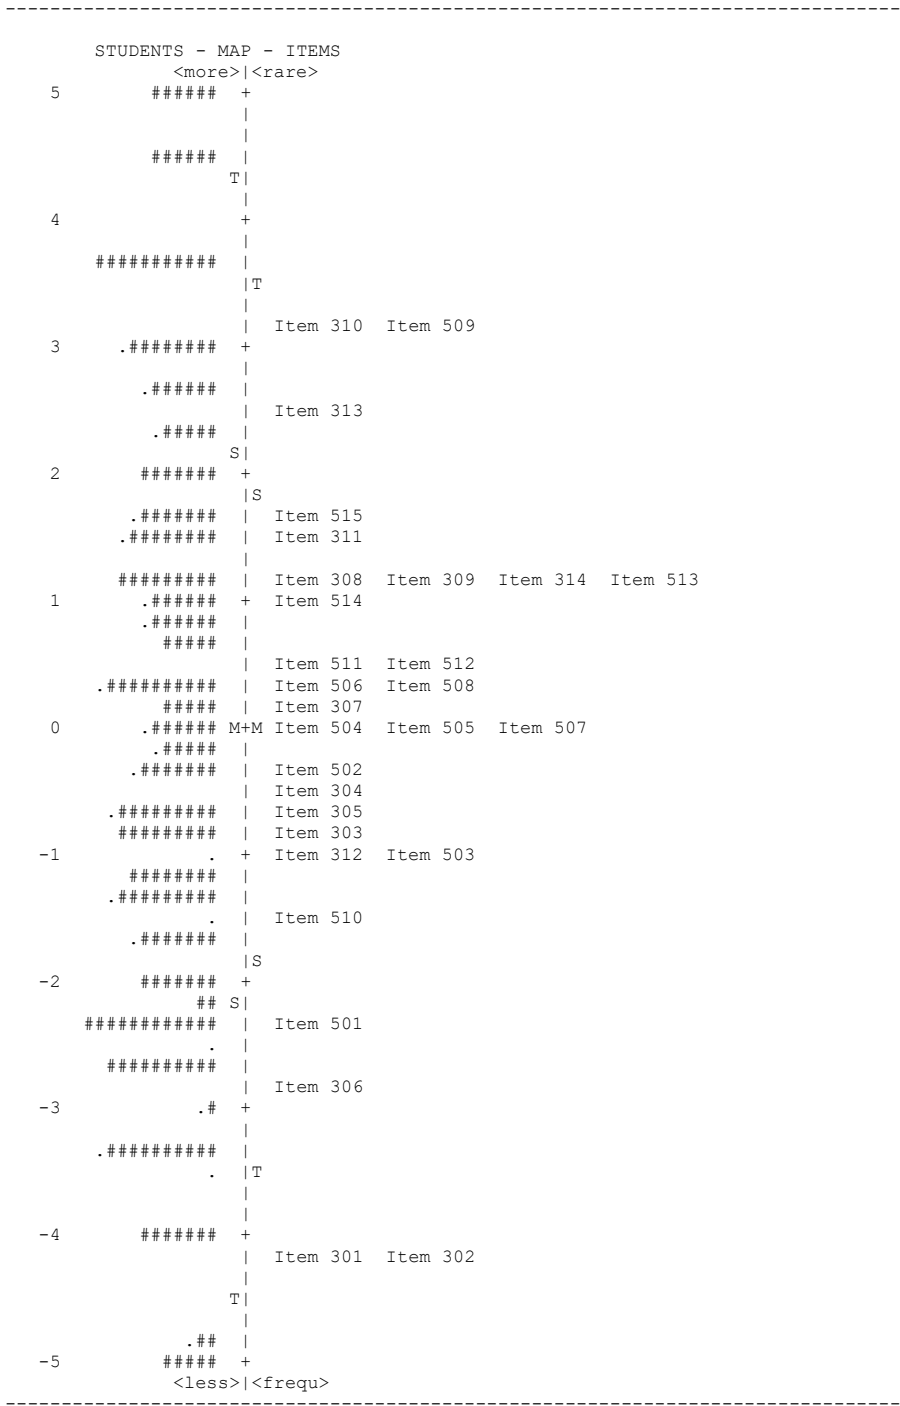 --------------------------------------------------------------------------------
STUDENTS - MAP - ITEMS
<more>|<rare>
5 ###### +
|
|
###### |
T|
|
4 +
|
########### |
|T
|
| Item 310 Item 509
3 .######## +
|
.###### |
| Item 313
.##### |
S|
2 ####### +
|S
.####### | Item 515
.######## | Item 311
|
######### | Item 308 Item 309 Item 314 Item 513
1 .###### + Item 514
.###### |
##### |
| Item 511 Item 512
.########## | Item 506 Item 508
##### | Item 307
0 .###### M+M Item 504 Item 505 Item 507
.##### |
.####### | Item 502
| Item 304
.######### | Item 305
######### | Item 303
-1 . + Item 312 Item 503
######## |
.######### |
. | Item 510
.####### |
|S
-2 ####### +
## S|
############ | Item 501
. |
########## |
| Item 306
-3 .# +
|
.########## |
. |T
|
|
-4 ####### +
| Item 301 Item 302
|
T|
|
.## |
-5 ##### +
<less>|<frequ>
--------------------------------------------------------------------------------